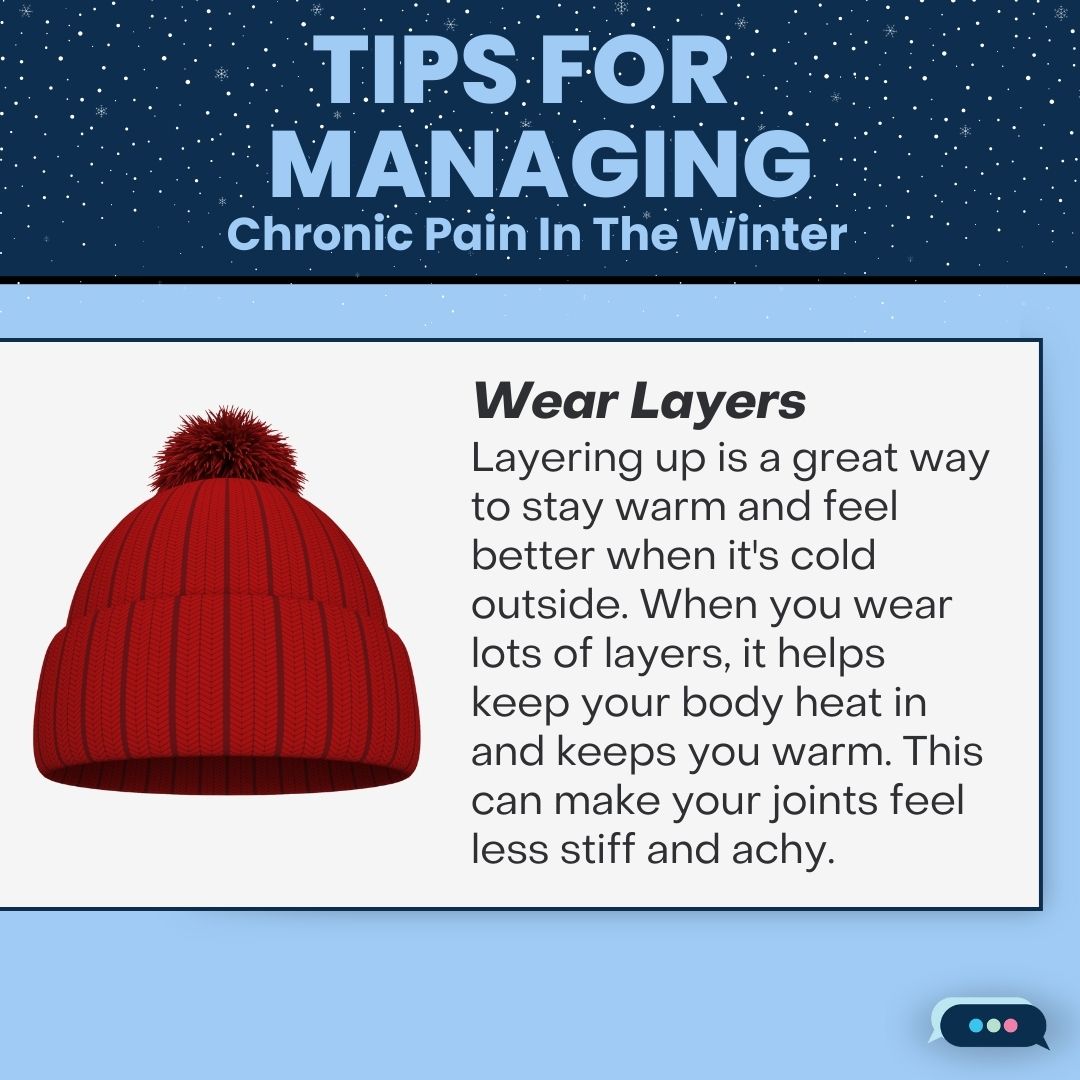 TIPS FOR
MANAGING
Chronic Pain In The Winter
Wear Layers
Layering up is a great way
to stay warm and feel
better when it's cold
outside. When you wear
lots of layers, it helps
keep your body heat in
and keeps you warm. This
can make your joints feel
less stiff and achy.